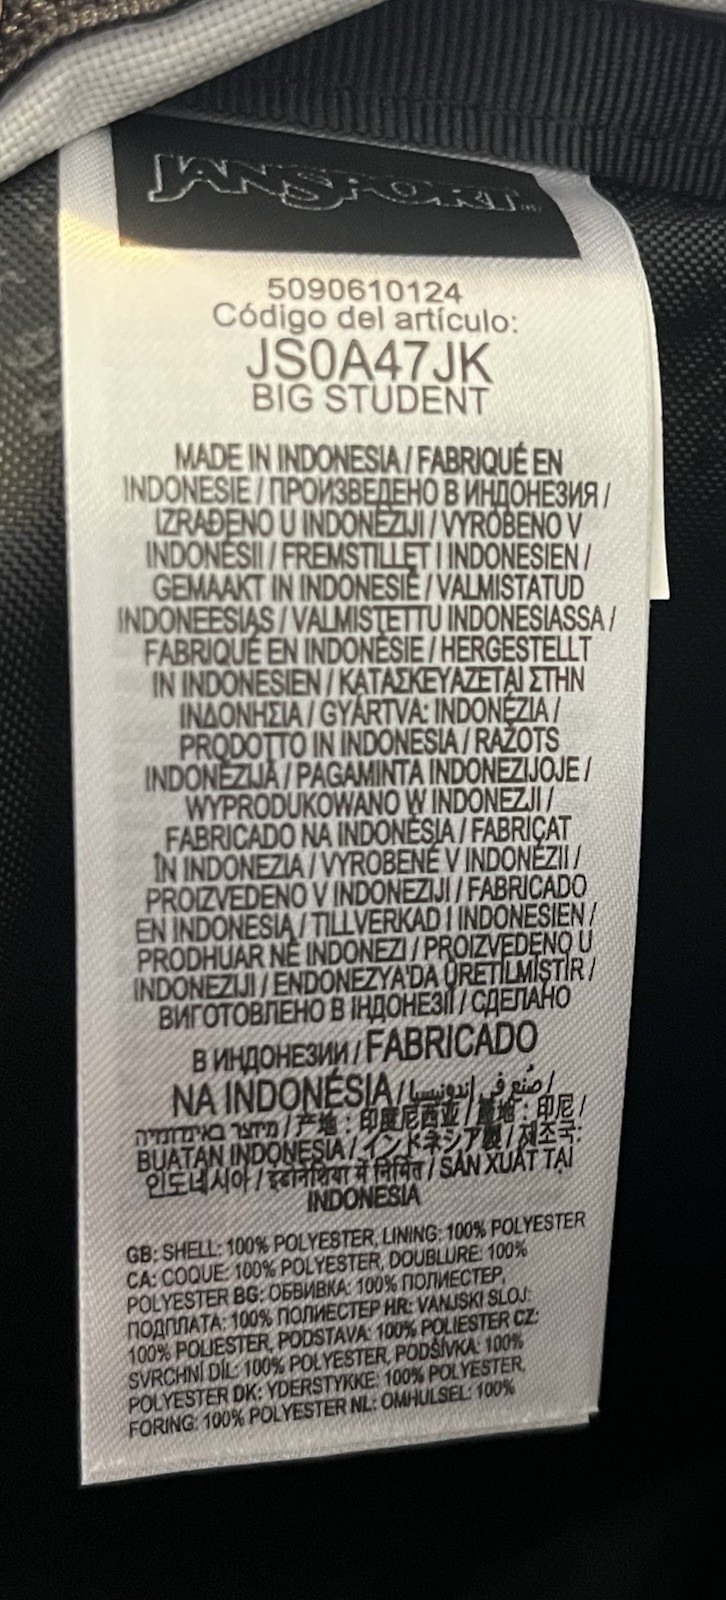 JANSPORT
5090610124
Código del artículo:
JS0A47JK
BIG STUDENT
MADE IN INDONESIA / FABRIQUÉ EN
INDONESIE / ПРОИЗВЕДЕНО В ИНДОНЕЗИЯ /
IZRAĐENO U INDONEZIJI / VYROBENO V
INDONÉSII / FREMSTILLET I INDONESIEN /
GEMAAKT IN INDONESIË / VALMISTATUD
INDONEESIAS / VALMISTETTU INDONESIASSA /
FABRIQUÉ EN INDONÉSIE / HERGESTELLT
IN INDONESIEN / ΚΑΤΑΣΚΕΥΑΖΕΤΑΙ ΣΤΗΝ
ΙΝΔΟΝΗΣΙΑ / GYÁRTVA: INDONÉZIA /
PRODOTTO IN INDONESIA / RAŽOTS
INDONĒZIJĀ / PAGAMINTA INDONEZIJOJE /
WYPRODUKOWANO W INDONEZJI /
FABRICADO NA INDONÉSIA / FABRICAT
ÎN INDONEZIA / VYROBENÉ V INDONÉZII /
PROIZVEDENO V INDONEZIJI / FABRICADO
EN INDONESIA / TILLVERKAD I INDONESIEN /
PRODHUAR NË INDONEZI / PROIZVEDENO U
INDONEZIJI / ENDONEZYA'DA ÜRETİLMİŞTİR /
ВИГОТОВЛЕНО В ІНДОНЕЗІЇ / СДЕЛАНО
В ИНДОНЕЗИИ / FABRICADO
NA INDONÉSIA / صُنع في إندونيسيا /
מיוצר באינדונזיה / 产地：印度尼西亚 / 產地：印尼 /
BUATAN INDONESIA / インドネシア製 / 제조국:
인도네시아 / इंडोनेशिया में निर्मित / SẢN XUẤT TẠI
INDONESIA
GB: SHELL: 100% POLYESTER, LINING: 100% POLYESTER
CA: COQUE: 100% POLYESTER, DOUBLURE: 100%
POLYESTER BG: ОБВИВКА: 100% ПОЛИЕСТЕР,
ПОДПЛАТА: 100% ПОЛИЕСТЕР HR: VANJSKI SLOJ:
100% POLIESTER, PODSTAVA: 100% POLIESTER CZ:
SVRCHNÍ DÍL: 100% POLYESTER, PODŠÍVKA: 100%
POLYESTER DK: YDERSTYKKE: 100% POLYESTER,
FORING: 100% POLYESTER NL: OMHULSEL: 100%